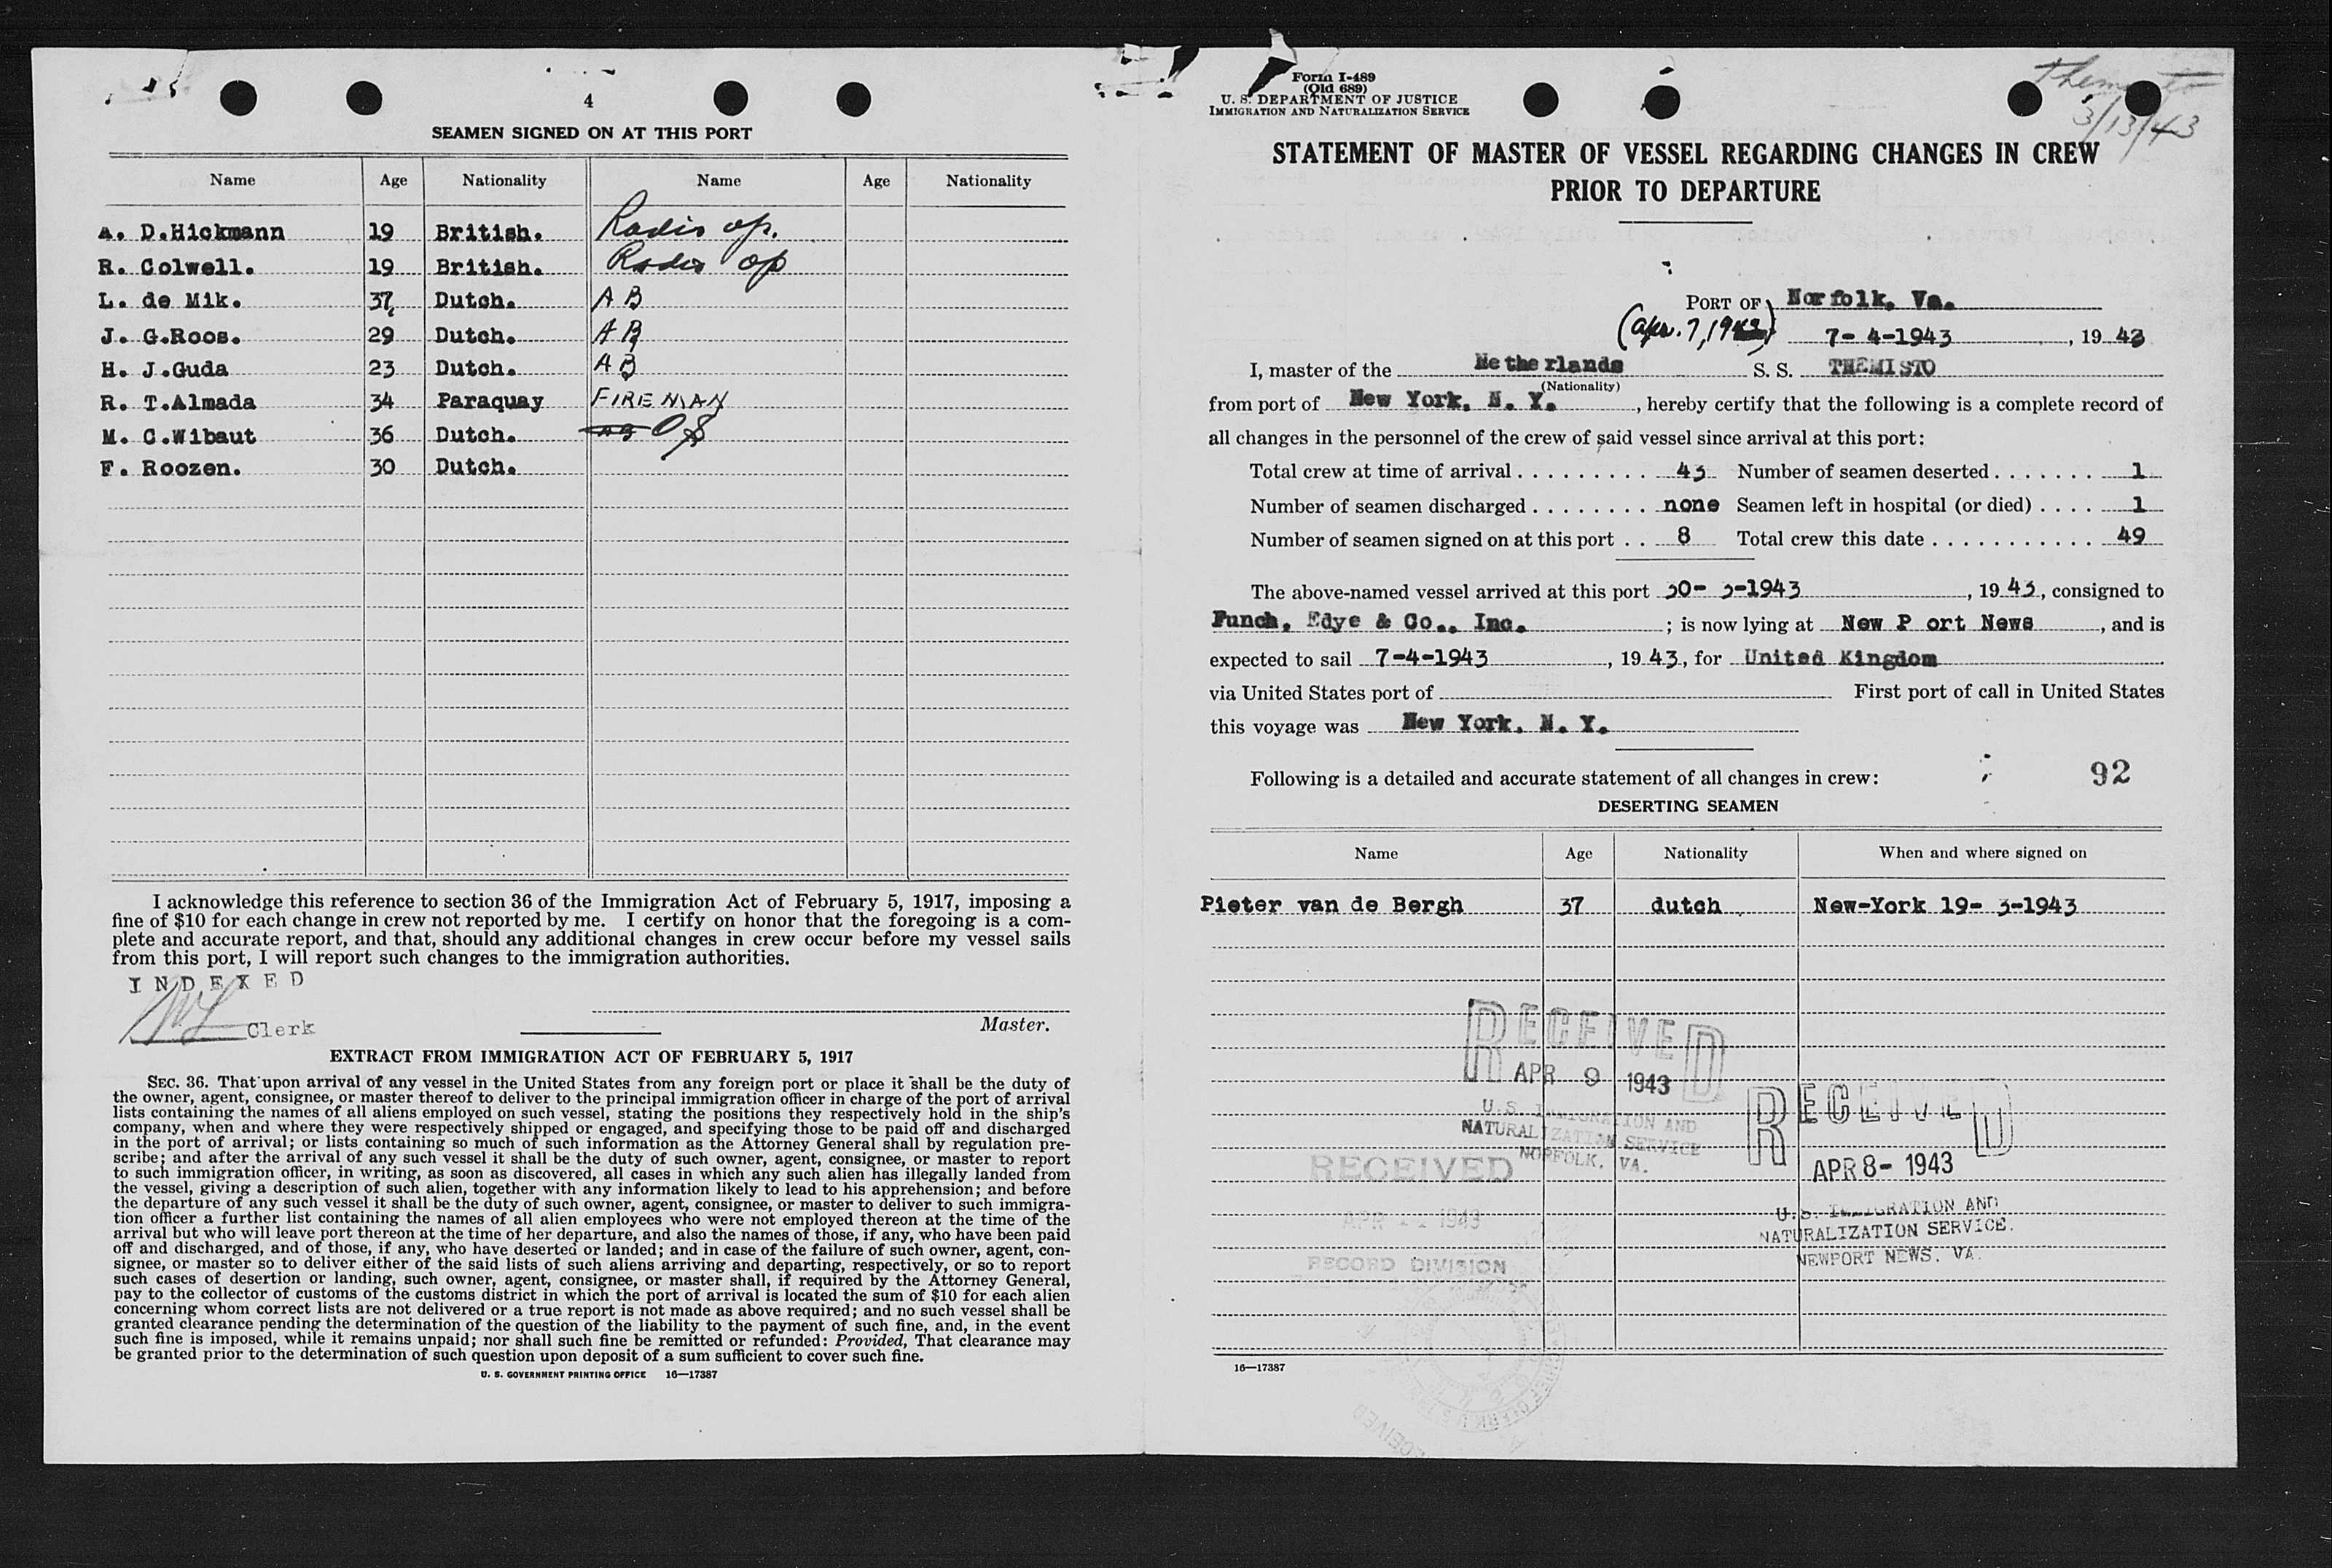 4
SEAMEN SIGNED ON AT THIS PORT
Name Age Nationality Name Age Nationality
A. D.Hickmann 19 British. Radio op.
R. Colwell. 19 British. Radio op
L. de Mik. 37 Dutch. A B
J. G.Roos. 29 Dutch. A B
H. J.Guda 23 Dutch. A B
R. T.Almada 34 Paraquay FIREMAN
M. C.Wibaut 36 Dutch. OS
F. Roozen. 30 Dutch.
I acknowledge this reference to section 36 of the Immigration Act of February 5, 1917, imposing a
fine of $10 for each change in crew not reported by me. I certify on honor that the foregoing is a com-
plete and accurate report, and that, should any additional changes in crew occur before my vessel sails
from this port, I will report such changes to the immigration authorities.
INDEXED
Clerk
Master.
EXTRACT FROM IMMIGRATION ACT OF FEBRUARY 5, 1917
SEC. 36. That upon arrival of any vessel in the United States from any foreign port or place it shall be the duty of
the owner, agent, consignee, or master thereof to deliver to the principal immigration officer in charge of the port of arrival
lists containing the names of all aliens employed on such vessel, stating the positions they respectively hold in the ship's
company, when and where they were respectively shipped or engaged, and specifying those to be paid off and discharged
in the port of arrival; or lists containing so much of such information as the Attorney General shall by regulation pre-
scribe; and after the arrival of any such vessel it shall be the duty of such owner, agent, consignee, or master to report
to such immigration officer, in writing, as soon as discovered, all cases in which any such alien has illegally landed from
the vessel, giving a description of such alien, together with any information likely to lead to his apprehension; and before
the departure of any such vessel it shall be the duty of such owner, agent, consignee, or master to deliver to such immigra-
tion officer a further list containing the names of all alien employees who were not employed thereon at the time of the
arrival but who will leave port thereon at the time of her departure, and also the names of those, if any, who have been paid
off and discharged, and of those, if any, who have deserted or landed; and in case of the failure of such owner, agent, con-
signee, or master so to deliver either of the said lists of such aliens arriving and departing, respectively, or so to report
such cases of desertion or landing, such owner, agent, consignee, or master shall, if required by the Attorney General,
pay to the collector of customs of the customs district in which the port of arrival is located the sum of $10 for each alien
concerning whom correct lists are not delivered or a true report is not made as above required; and no such vessel shall be
granted clearance pending the determination of the question of the liability to the payment of such fine, and, in the event
such fine is imposed, while it remains unpaid; nor shall such fine be remitted or refunded: Provided, That clearance may
be granted prior to the determination of such question upon deposit of a sum sufficient to cover such fine.
U. S. GOVERNMENT PRINTING OFFICE 16—17387
Form I-489
(Old 689)
U. S. DEPARTMENT OF JUSTICE
IMMIGRATION AND NATURALIZATION SERVICE
Themisto
3/13/43
STATEMENT OF MASTER OF VESSEL REGARDING CHANGES IN CREW
PRIOR TO DEPARTURE
PORT OF Norfolk, Va.
(Apr. 7, 1943) 7- 4-1943, 19 43
I, master of the Netherlands S. S. THEMISTO
(Nationality)
from port of New York, N. Y., hereby certify that the following is a complete record of
all changes in the personnel of the crew of said vessel since arrival at this port:
Total crew at time of arrival 43 Number of seamen deserted 1
Number of seamen discharged none Seamen left in hospital (or died) 1
Number of seamen signed on at this port 8 Total crew this date 49
The above-named vessel arrived at this port 30- 3-1943, 19 43, consigned to
Funch, Edye & Co., Inc.; is now lying at New P ort News, and is
expected to sail 7-4-1943, 19 43, for United Kingdom
via United States port of First port of call in United States
this voyage was New York, N. Y.
Following is a detailed and accurate statement of all changes in crew: 92
DESERTING SEAMEN
Name Age Nationality When and where signed on
Pieter van de Bergh 37 dutch New-York 19- 3-1943
RECEIVED
APR 9 1943
U.S. IMMIGRATION AND
NATURALIZATION SERVICE
NORFOLK, VA.
RECEIVED
APR 8- 1943
U.S. IMMIGRATION AND
NATURALIZATION SERVICE.
NEWPORT NEWS. VA.
RECEIVED
APR 1943
RECORD DIVISION
16—17387
RECEIVED